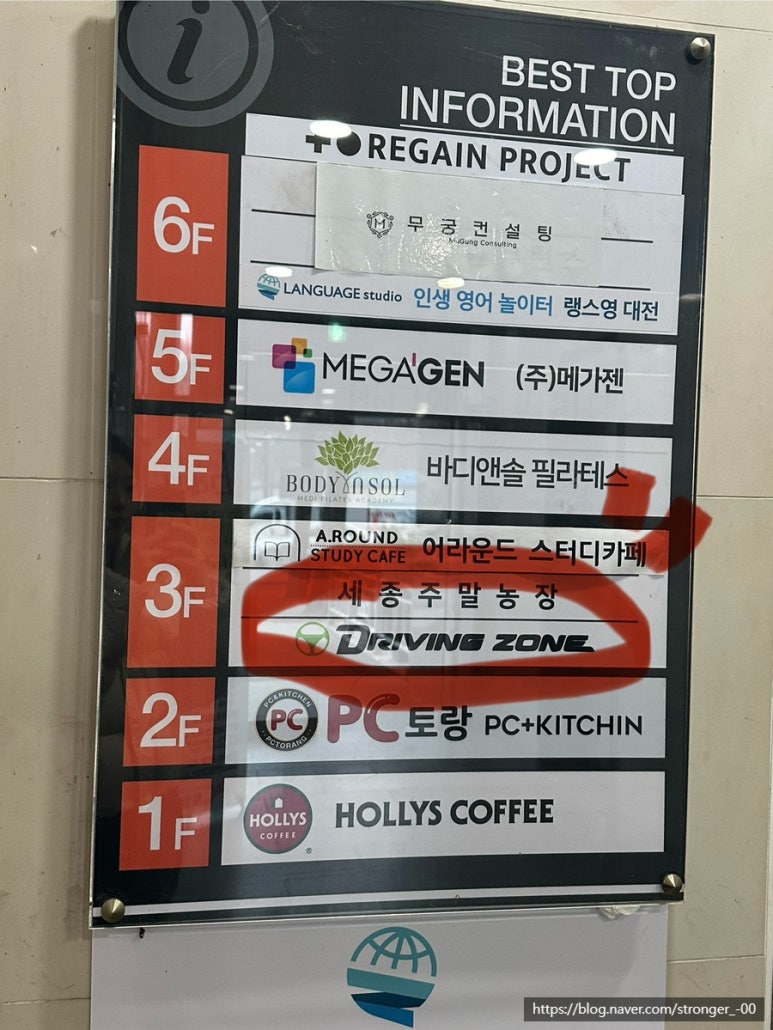 i
BEST TOP
INFORMATION
REGAIN PROJECT
6F
M
무궁컨설팅
MuGung Consulting
LANGUAGE studio 인생 영어 놀이터 랭스영 대전
5F
MEGA'GEN (주)메가젠
4F
BODY N SOL
MEDI PILATES ACADEMY
바디앤솔 필라테스
3F
A.ROUND
STUDY CAFE
어라운드 스터디카페
세종주말농장
DRIVING ZONE
2F
PC&KITCHEN
PC
PCTORANG
PC토랑 PC+KITCHIN
1F
HOLLYS
COFFEE
®
HOLLYS COFFEE
https://blog.naver.com/stronger_-00